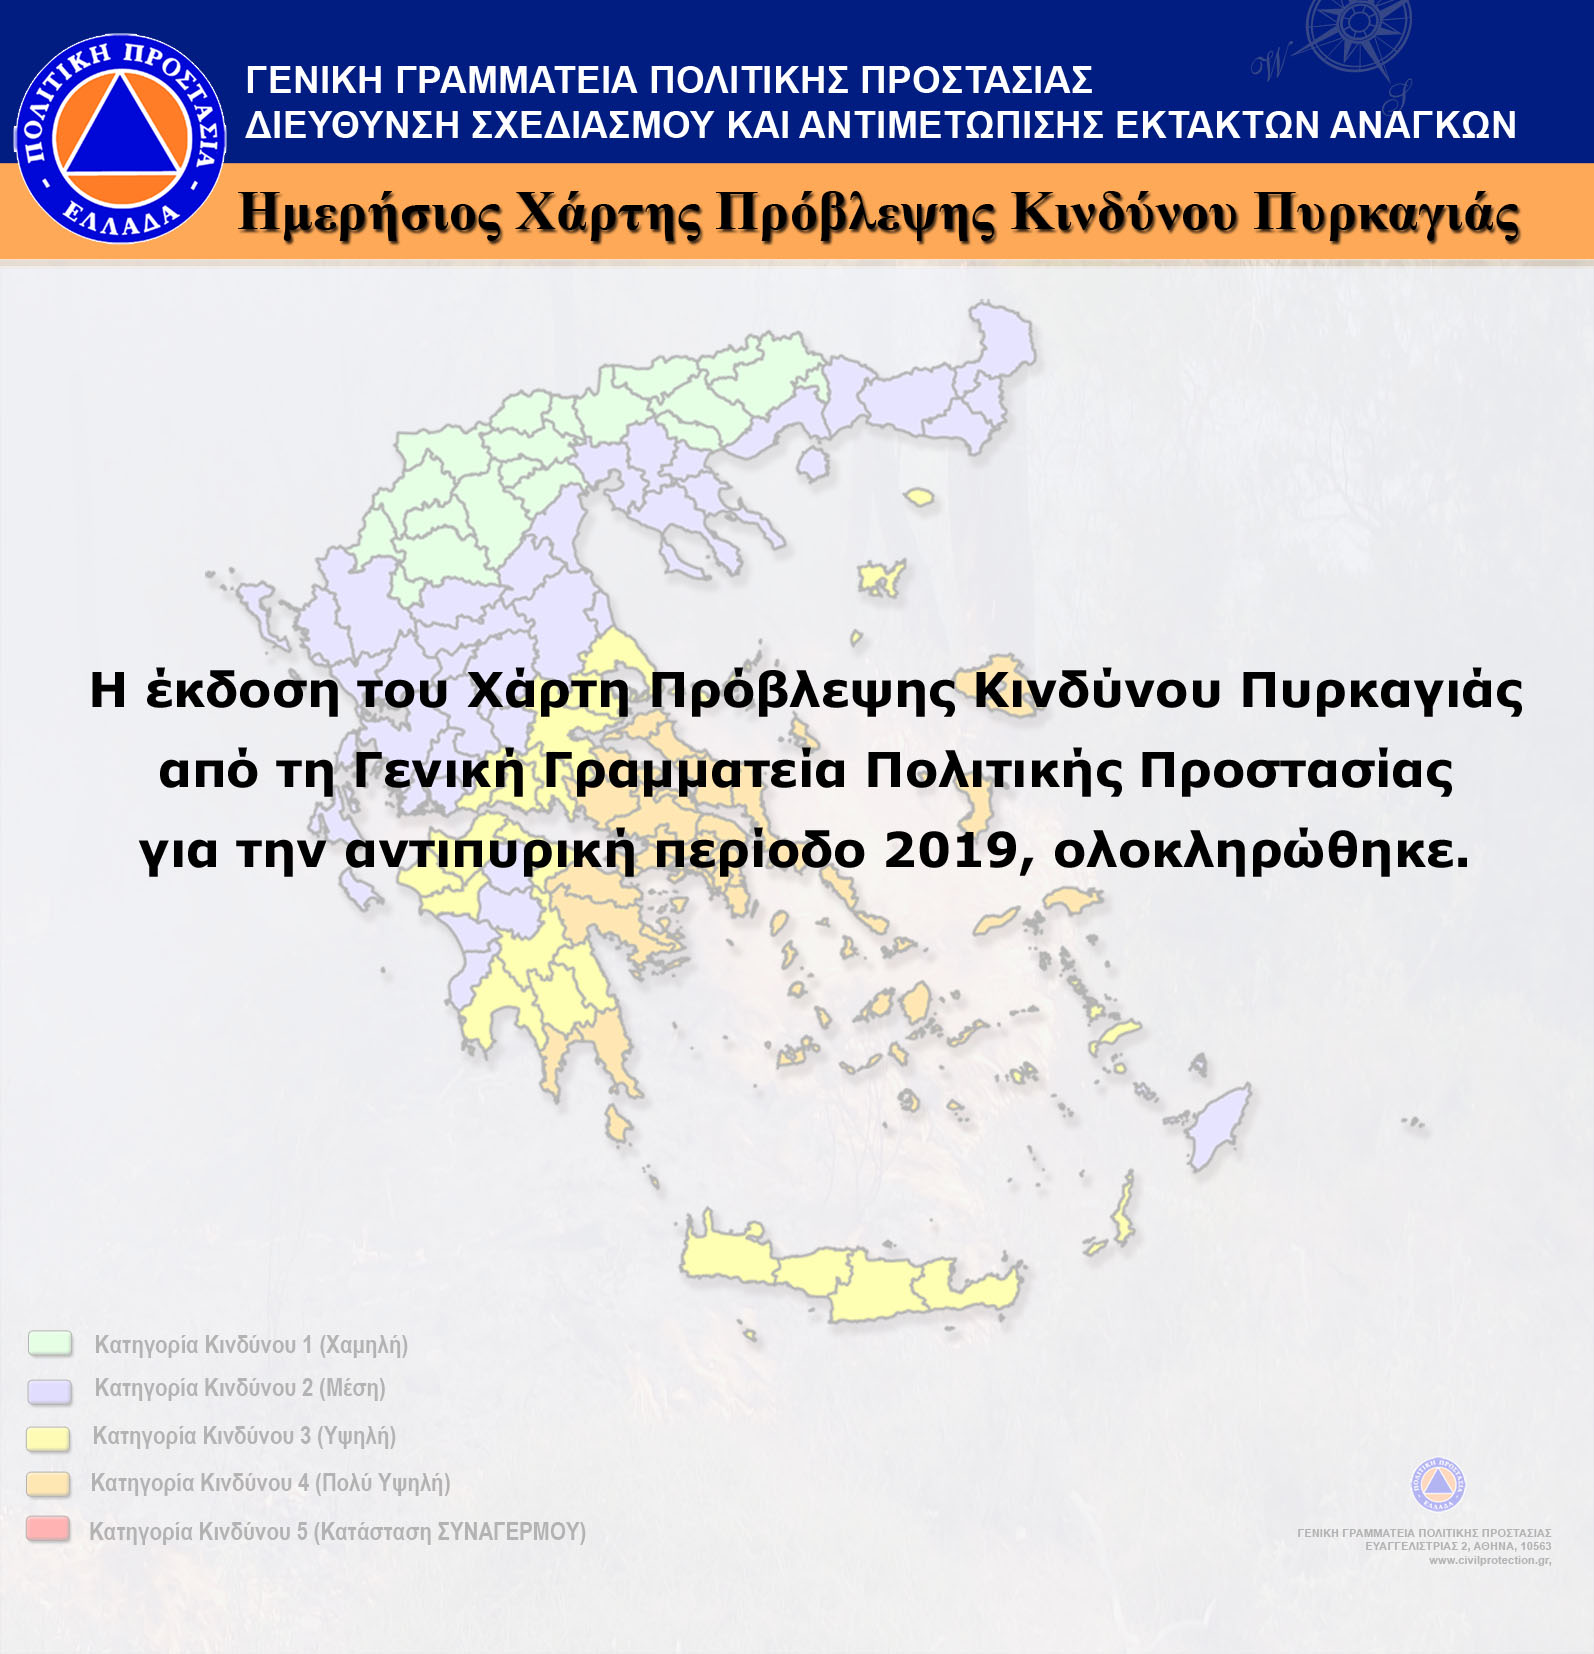 ΠΟΛΙΤΙΚΗ ΠΡΟΣΤΑΣΙΑ
- ΕΛΛΑΔΑ -
W
S
ΓΕΝΙΚΗ ΓΡΑΜΜΑΤΕΙΑ ΠΟΛΙΤΙΚΗΣ ΠΡΟΣΤΑΣΙΑΣ
ΔΙΕΥΘΥΝΣΗ ΣΧΕΔΙΑΣΜΟΥ ΚΑΙ ΑΝΤΙΜΕΤΩΠΙΣΗΣ ΕΚΤΑΚΤΩΝ ΑΝΑΓΚΩΝ
Ημερήσιος Χάρτης Πρόβλεψης Κινδύνου Πυρκαγιάς
Η έκδοση του Χάρτη Πρόβλεψης Κινδύνου Πυρκαγιάς
από τη Γενική Γραμματεία Πολιτικής Προστασίας
για την αντιπυρική περίοδο 2019, ολοκληρώθηκε.
Κατηγορία Κινδύνου 1 (Χαμηλή)
Κατηγορία Κινδύνου 2 (Μέση)
Κατηγορία Κινδύνου 3 (Υψηλή)
Κατηγορία Κινδύνου 4 (Πολύ Υψηλή)
Κατηγορία Κινδύνου 5 (Κατάσταση ΣΥΝΑΓΕΡΜΟΥ)
ΠΟΛΙΤΙΚΗ ΠΡΟΣΤΑΣΙΑ
- ΕΛΛΑΔΑ -
ΓΕΝΙΚΗ ΓΡΑΜΜΑΤΕΙΑ ΠΟΛΙΤΙΚΗΣ ΠΡΟΣΤΑΣΙΑΣ
ΕΥΑΓΓΕΛΙΣΤΡΙΑΣ 2, ΑΘΗΝΑ, 10563
www.civilprotection.gr,